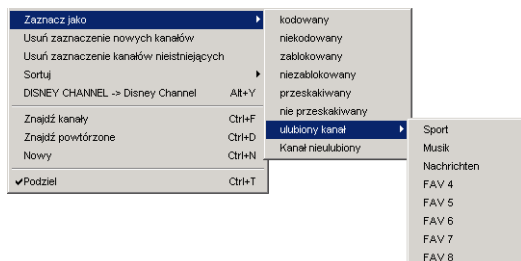 Zaznacz jako
Usuń zaznaczenie nowych kanałów
Usuń zaznaczenie kanałów nieistniejących
Sortuj
DISNEY CHANNEL -> Disney Channel Alt+Y
Znajdź kanały Ctrl+F
Znajdź powtórzone Ctrl+D
Nowy Ctrl+N
Podziel Ctrl+T
kodowany
niekodowany
zablokowany
niezablokowany
przeskakiwany
nie przeskakiwany
ulubiony kanał
Kanał nieulubiony
Sport
Musik
Nachrichten
FAV 4
FAV 5
FAV 6
FAV 7
FAV 8